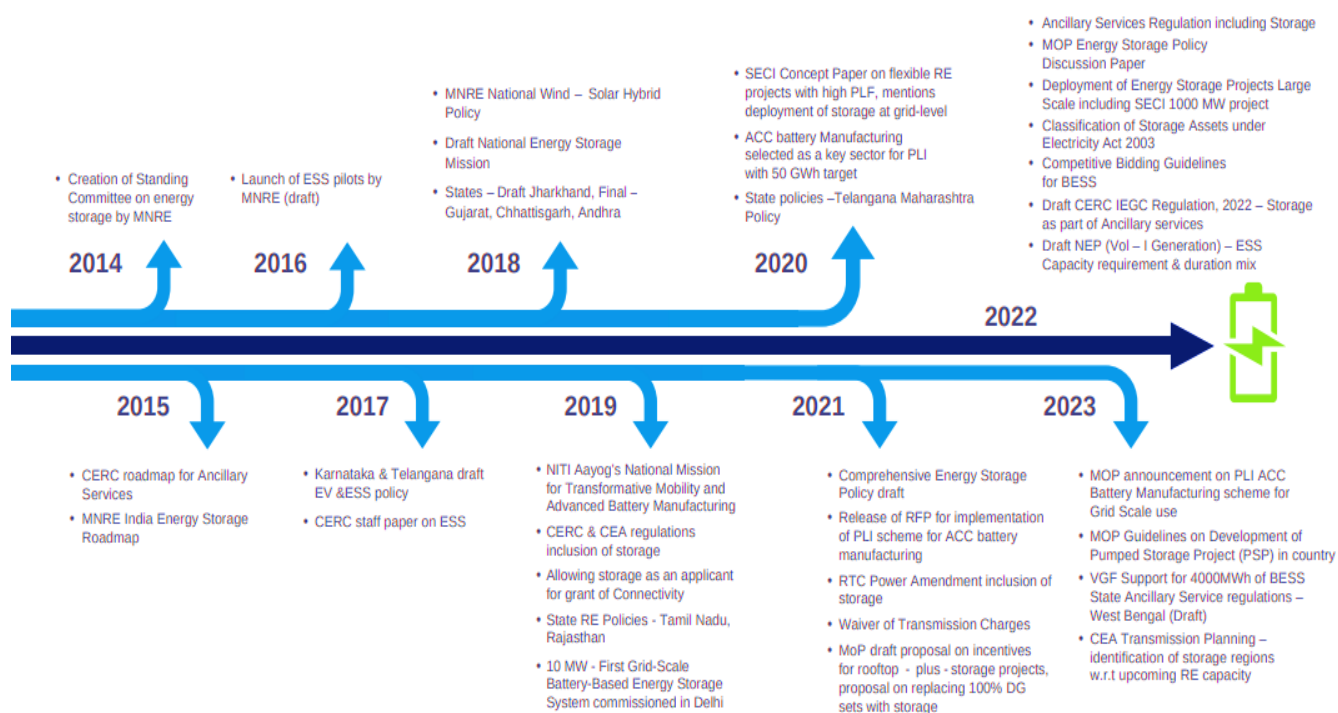 • Creation of Standing
Committee on energy
storage by MNRE
2014
• Launch of ESS pilots by
MNRE (draft)
2016
• MNRE National Wind – Solar Hybrid
Policy
• Draft National Energy Storage
Mission
• States – Draft Jharkhand, Final –
Gujarat, Chhattisgarh, Andhra
2018
• SECI Concept Paper on flexible RE
projects with high PLF, mentions
deployment of storage at grid-level
• ACC battery Manufacturing
selected as a key sector for PLI
with 50 GWh target
• State policies –Telangana Maharashtra
Policy
2020
• Ancillary Services Regulation including Storage
• MOP Energy Storage Policy
Discussion Paper
• Deployment of Energy Storage Projects Large
Scale including SECI 1000 MW project
• Classification of Storage Assets under
Electricity Act 2003
• Competitive Bidding Guidelines
for BESS
• Draft CERC IEGC Regulation, 2022 – Storage
as part of Ancillary services
• Draft NEP (Vol – I Generation) – ESS
Capacity requirement & duration mix
2022
2015
• CERC roadmap for Ancillary
Services
• MNRE India Energy Storage
Roadmap
2017
• Karnataka & Telangana draft
EV &ESS policy
• CERC staff paper on ESS
2019
• NITI Aayog's National Mission
for Transformative Mobility and
Advanced Battery Manufacturing
• CERC & CEA regulations
inclusion of storage
• Allowing storage as an applicant
for grant of Connectivity
• State RE Policies - Tamil Nadu,
Rajasthan
• 10 MW - First Grid-Scale
Battery-Based Energy Storage
System commissioned in Delhi
2021
• Comprehensive Energy Storage
Policy draft
• Release of RFP for implementation
of PLI scheme for ACC battery
manufacturing
• RTC Power Amendment inclusion of
storage
• Waiver of Transmission Charges
• MoP draft proposal on incentives
for rooftop - plus - storage projects,
proposal on replacing 100% DG
sets with storage
2023
• MOP announcement on PLI ACC
Battery Manufacturing scheme for
Grid Scale use
• MOP Guidelines on Development of
Pumped Storage Project (PSP) in country
• VGF Support for 4000MWh of BESS
State Ancillary Service regulations –
West Bengal (Draft)
• CEA Transmission Planning –
identification of storage regions
w.r.t upcoming RE capacity